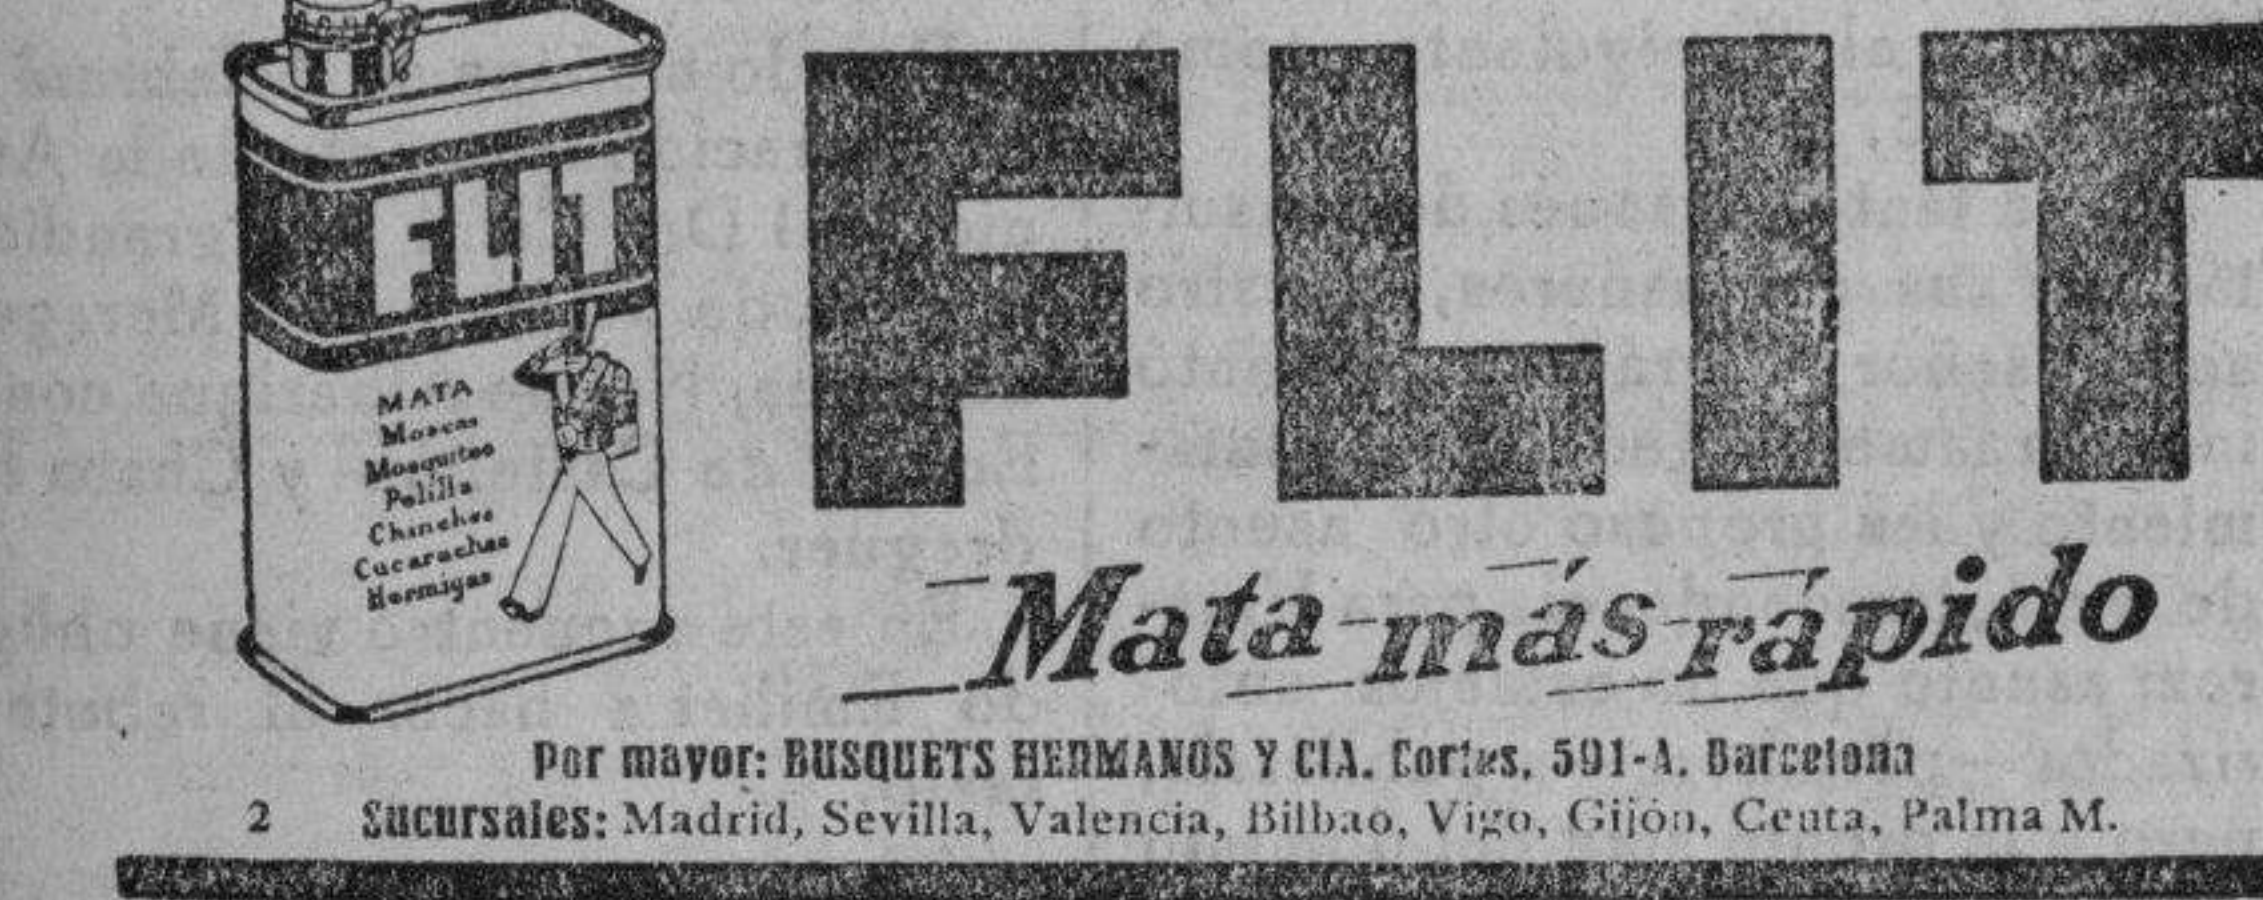 FLIT
MATA
Moscas
Mosquitos
Polilla
Chinches
Cucarachas
Hormigas
FLIT
Mata más rápido
Por mayor: BUSQUETS HERMANOS Y CIA. Cortes, 591-A. Barcelona
2 Sucursales: Madrid, Sevilla, Valencia, Bilbao, Vigo, Gijón, Ceuta, Palma M.